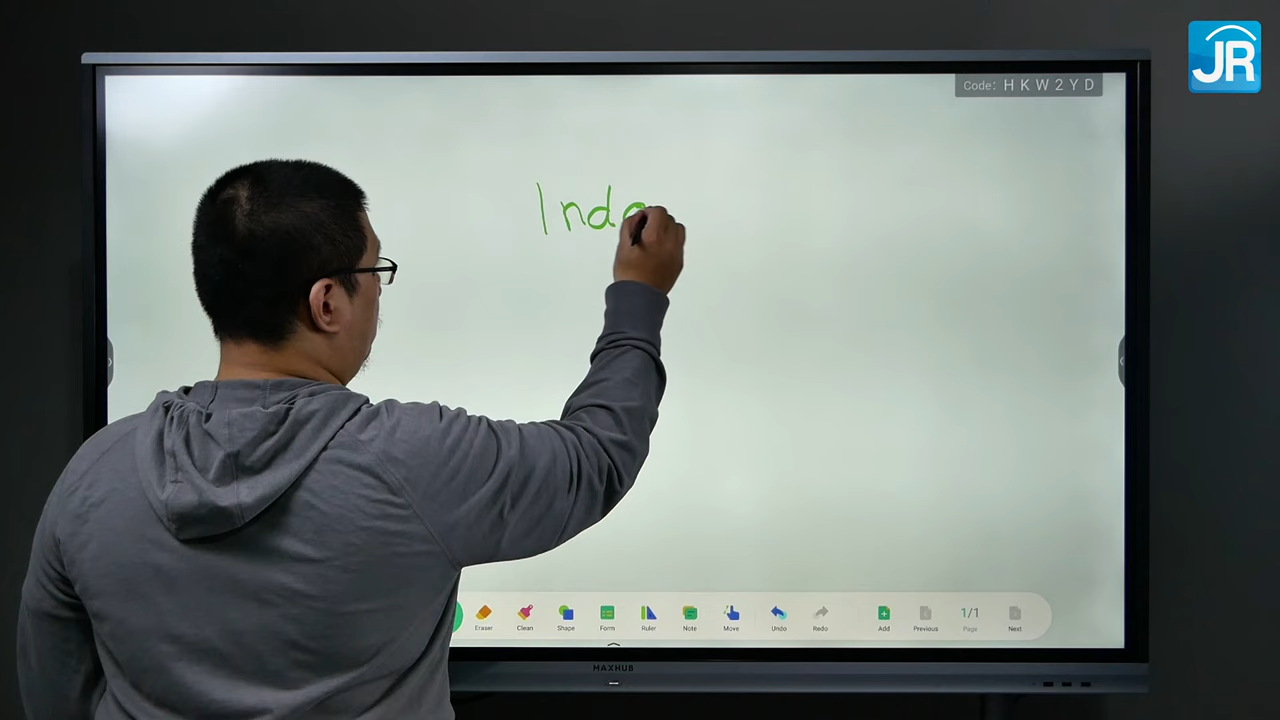 JR
Code: HKW2YD
Indo
Eraser
Clean
Shape
Form
Ruler
Note
Move
Undo
Redo
Add
Previous
1/1
Page
Next
MAXHUB